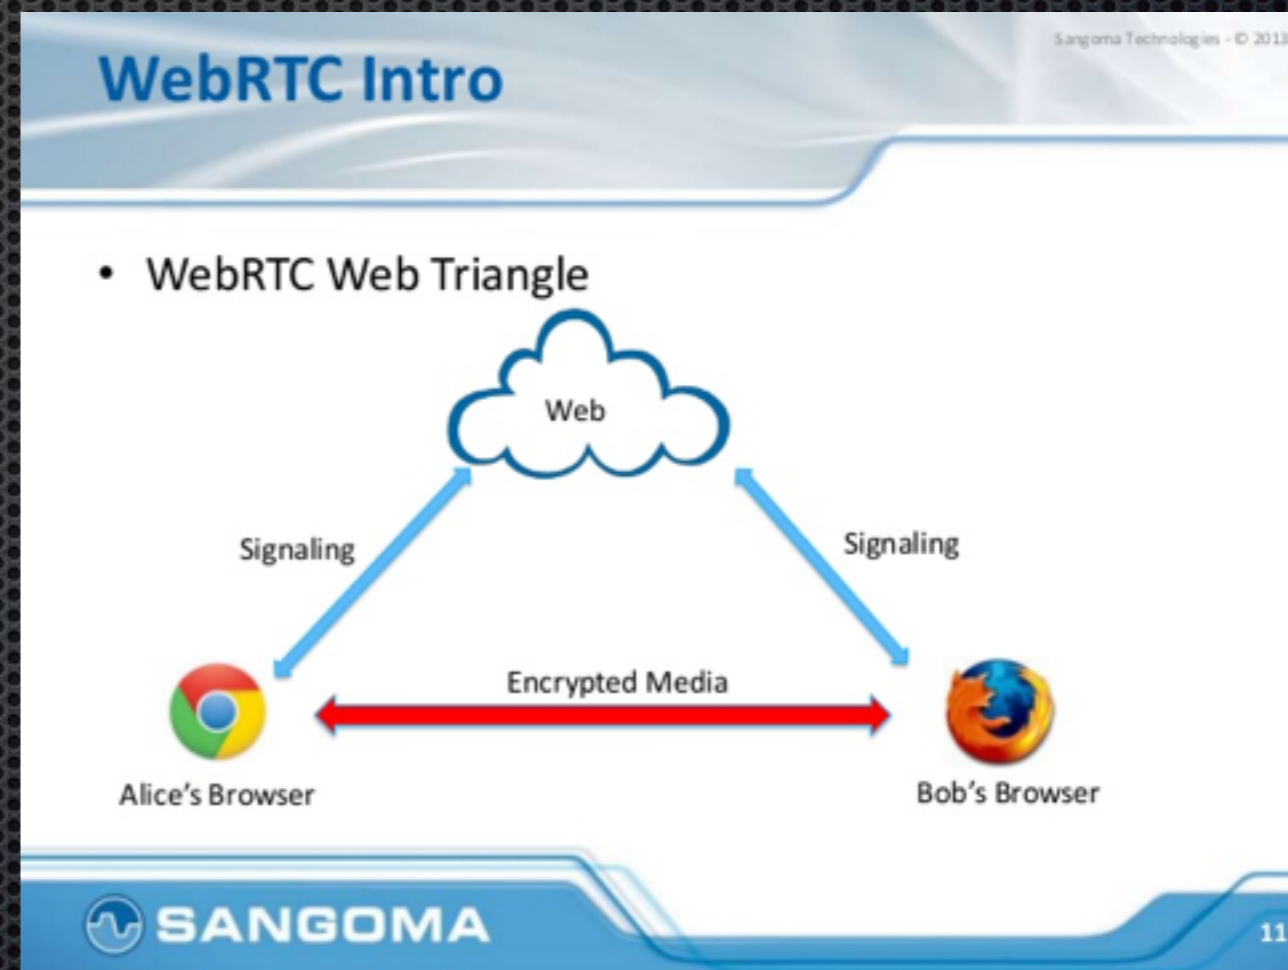 Sangoma Technologies - © 2013
WebRTC Intro
• WebRTC Web Triangle
Web
Signaling
Signaling
Encrypted Media
Alice's Browser
Bob's Browser
SANGOMA
11